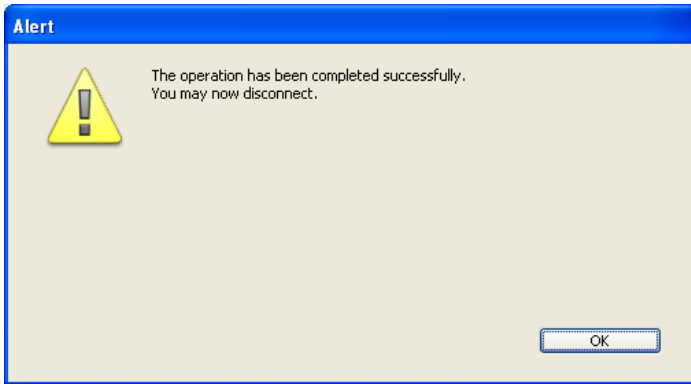 Alert
The operation has been completed successfully.
You may now disconnect.
OK